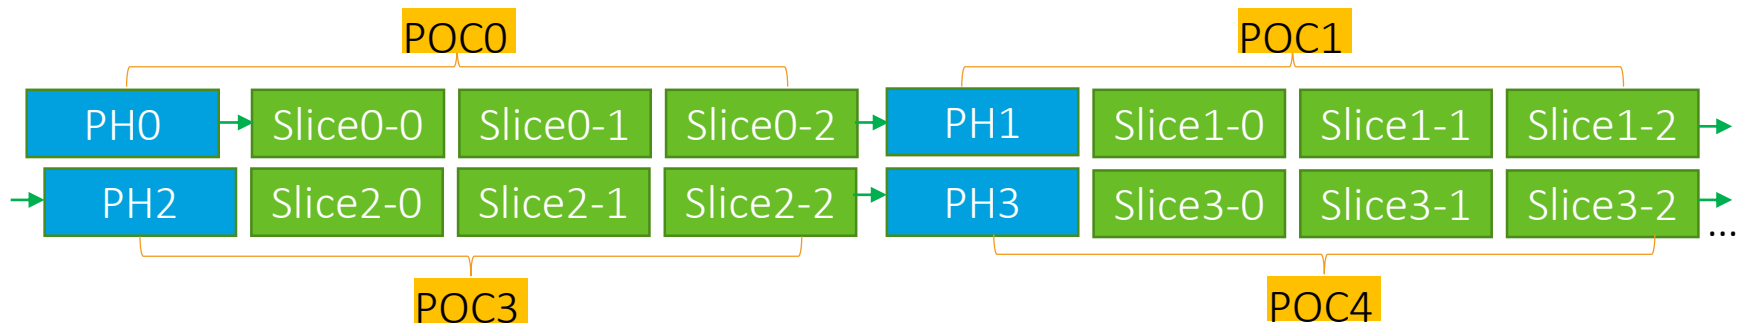 POC0 POC1
PH0 Slice0-0 Slice0-1 Slice0-2 PH1 Slice1-0 Slice1-1 Slice1-2
PH2 Slice2-0 Slice2-1 Slice2-2 PH3 Slice3-0 Slice3-1 Slice3-2 ...
POC3 POC4